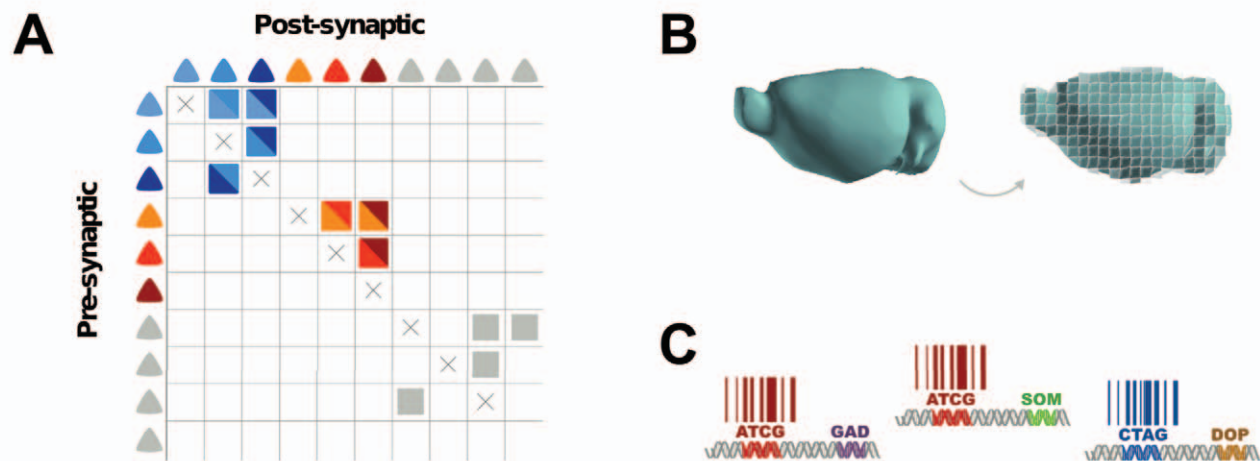 A
Post-synaptic
Pre-synaptic
B
C
ATCG
GAD
ATCG
SOM
CTAG
DOP